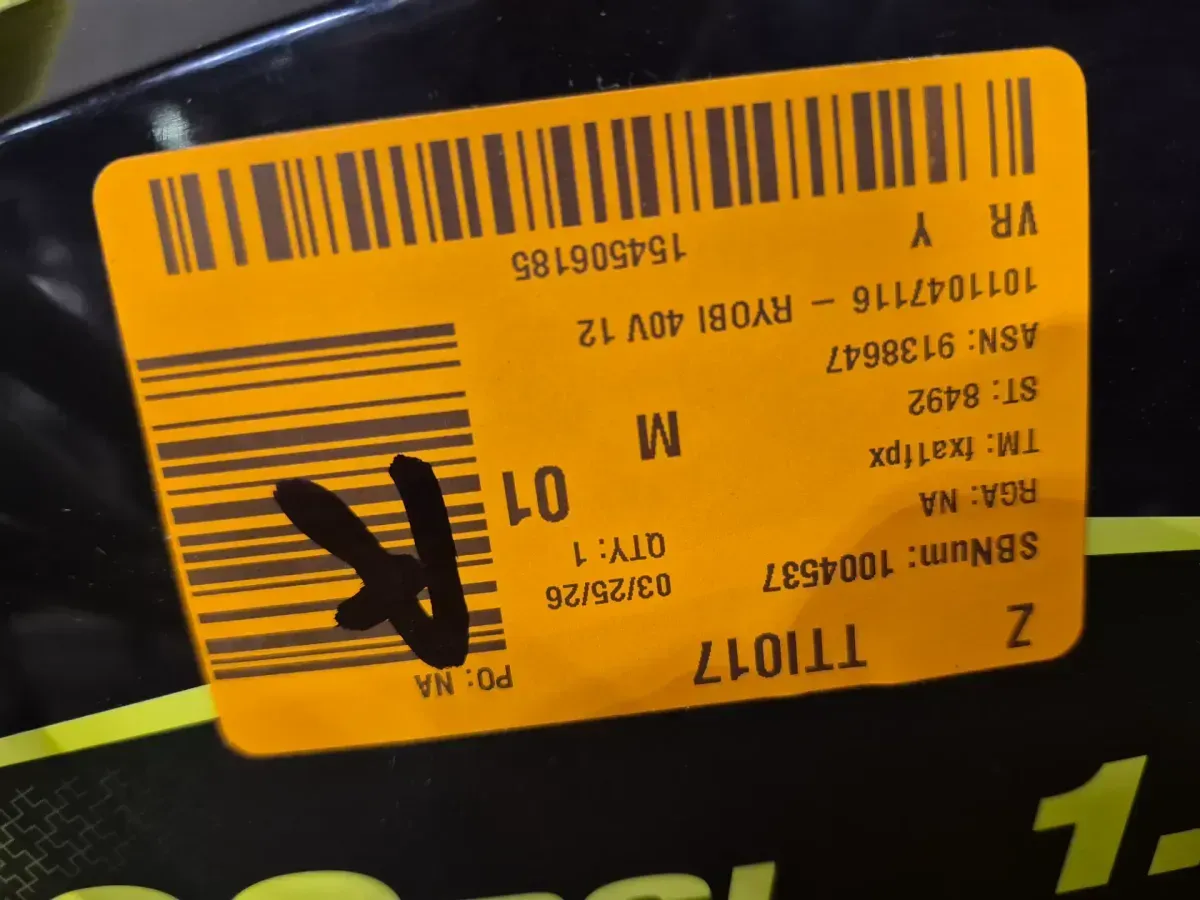 Z TTI017 PO: NA
SBNum: 1004537 03/25/26
RGA: NA QTY: 1
TM: fxa1fpx 01
ST: 8492 M
ASN: 9138647
1011047116 – RYOBI 40V 12
VR Y 154506185
1.